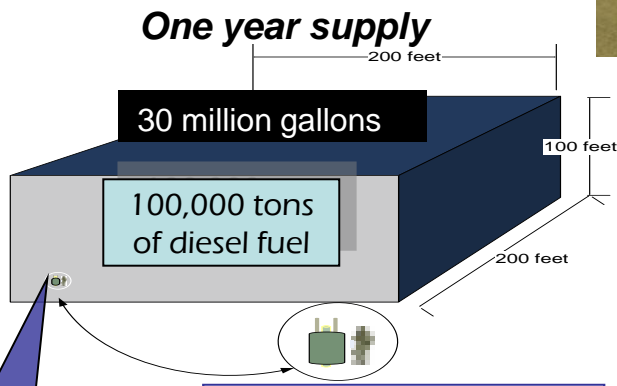 One year supply
200 feet
30 million gallons
100 feet
100,000 tons
of diesel fuel
200 feet